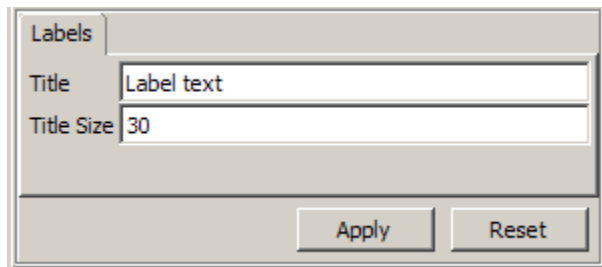 Labels
Title Label text
Title Size 30
Apply Reset